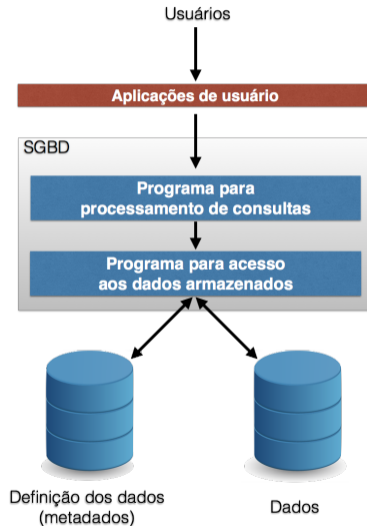 Usuários
Aplicações de usuário
SGBD
Programa para
processamento de consultas
Programa para acesso
aos dados armazenados
Definição dos dados
(metadados)
Dados